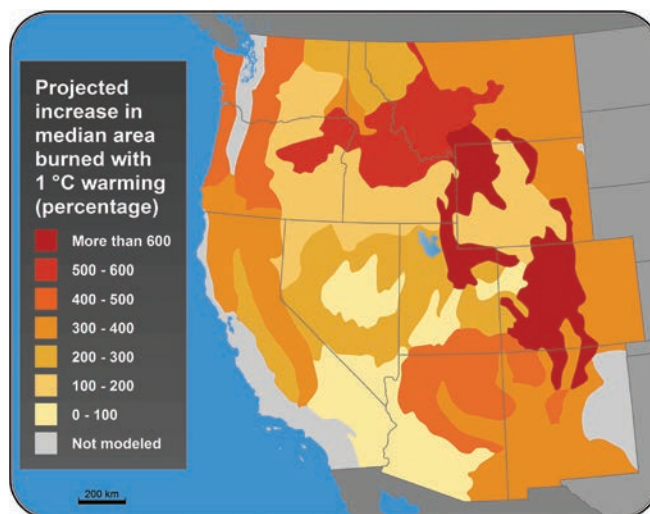 Projected
increase in
median area
burned with
1 °C warming
(percentage)
More than 600
500 - 600
400 - 500
300 - 400
200 - 300
100 - 200
0 - 100
Not modeled
200 km